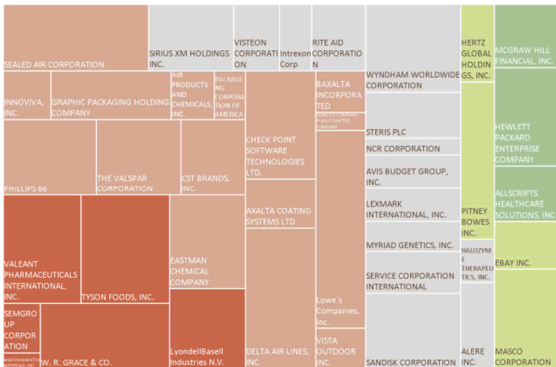 SEALED AIR CORPORATION
SIRIUS XM HOLDINGS
INC.
VISTEON
CORPORATI
ON
Intrexon
Corp
RITE AID
CORPORATIO
N
WYNDHAM WORLDWIDE
CORPORATION
HERTZ
GLOBAL
HOLDIN
GS, INC.
MCGRAW HILL
FINANCIAL, INC.
INNOVIVA,
INC.
GRAPHIC PACKAGING HOLDING
COMPANY
AIR
PRODUCTS
AND
CHEMICALS,
INC.
PACKAGI
NG
CORPORA
TION OF
AMERICA
CHECK POINT
SOFTWARE
TECHNOLOGIES
LTD.
BAXALTA
INCORPORA
TED
STERIS PLC
NCR CORPORATION
AVIS BUDGET GROUP,
INC.
LEXMARK
INTERNATIONAL, INC.
MYRIAD GENETICS, INC.
SERVICE CORPORATION
INTERNATIONAL
SANDISK CORPORATION
HEWLETT
PACKARD
ENTERPRISE
COMPANY
ALLSCRIPTS
HEALTHCARE
SOLUTIONS, INC.
PITNEY
BOWES
INC.
EBAY INC.
HALOZYM
E
THERAPEU
TICS, INC.
ALERE
INC.
MASCO
CORPORATION
PHILLIPS 66
THE VALSPAR
CORPORATION
CST BRANDS,
INC.
AXALTA COATING
SYSTEMS LTD.
VALEANT
PHARMACEUTICALS
INTERNATIONAL,
INC.
TYSON FOODS, INC.
EASTMAN
CHEMICAL
COMPANY
Lowe's
Companies,
Inc.
SEMGRO
UP
CORPOR
ATION
W. R. GRACE & CO.
LyondellBasell
Industries N.V.
DELTA AIR LINES,
INC.
VISTA
OUTDOOR
INC.